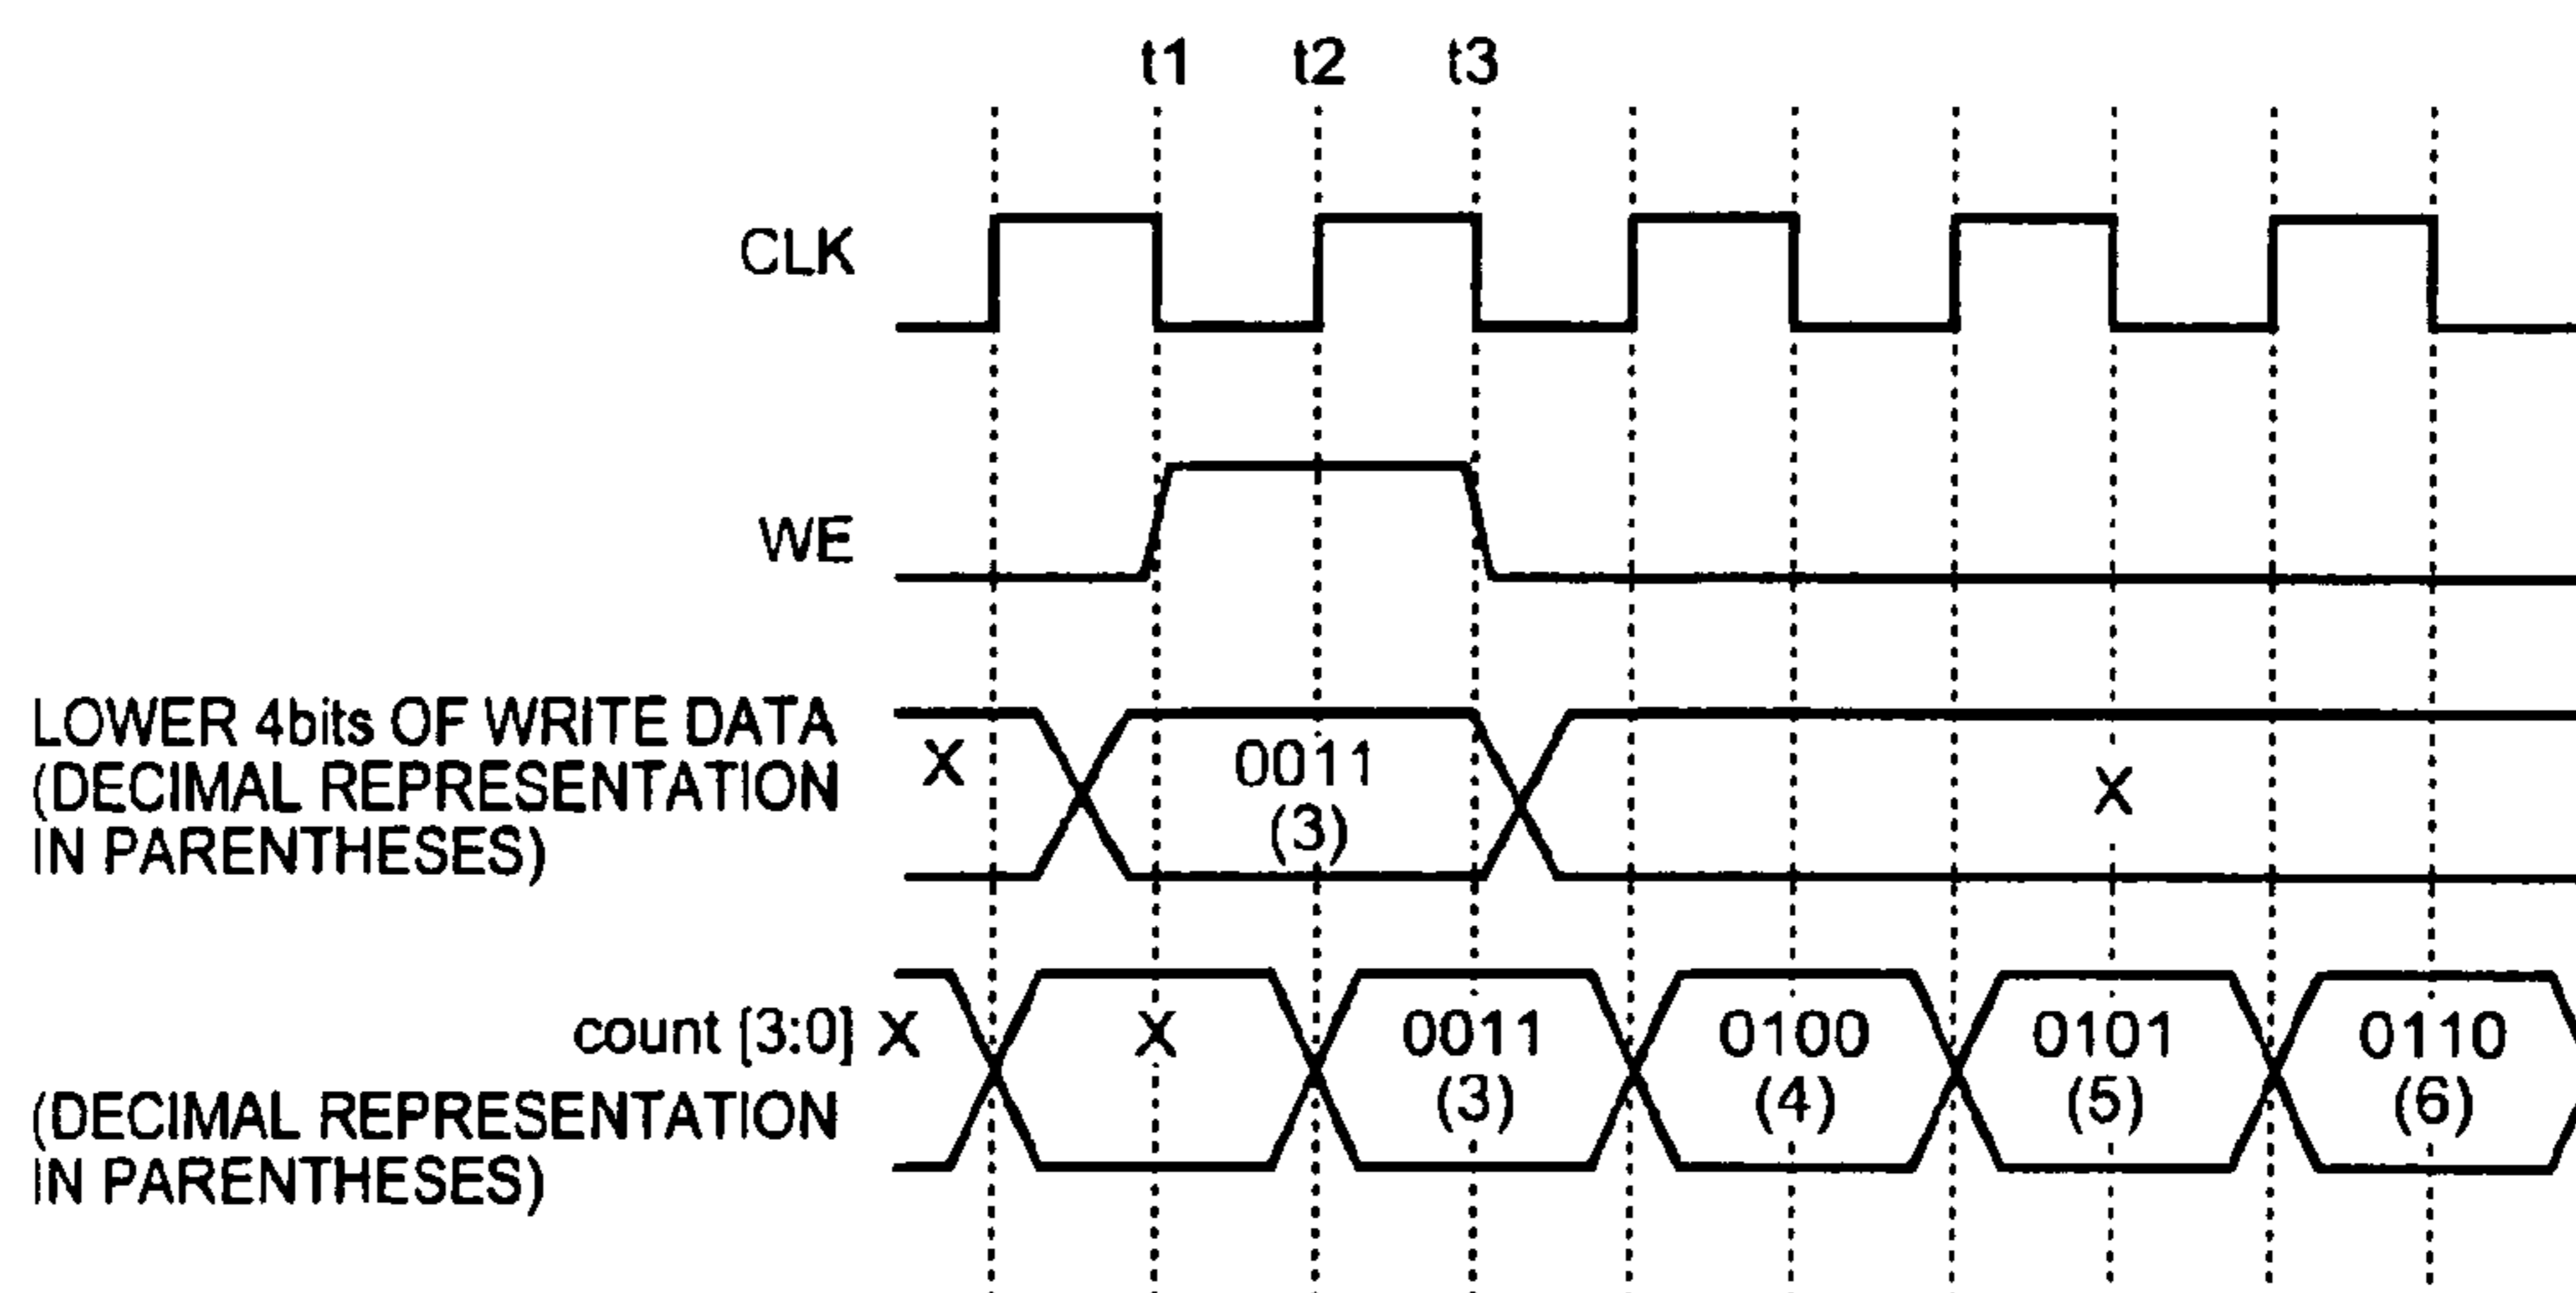 t1 t2 t3
CLK
WE
LOWER 4bits OF WRITE DATA
(DECIMAL REPRESENTATION
IN PARENTHESES)
X 0011 X
(3)
count [3:0] X X 0011 0100 0101 0110
(3) (4) (5) (6)
(DECIMAL REPRESENTATION
IN PARENTHESES)